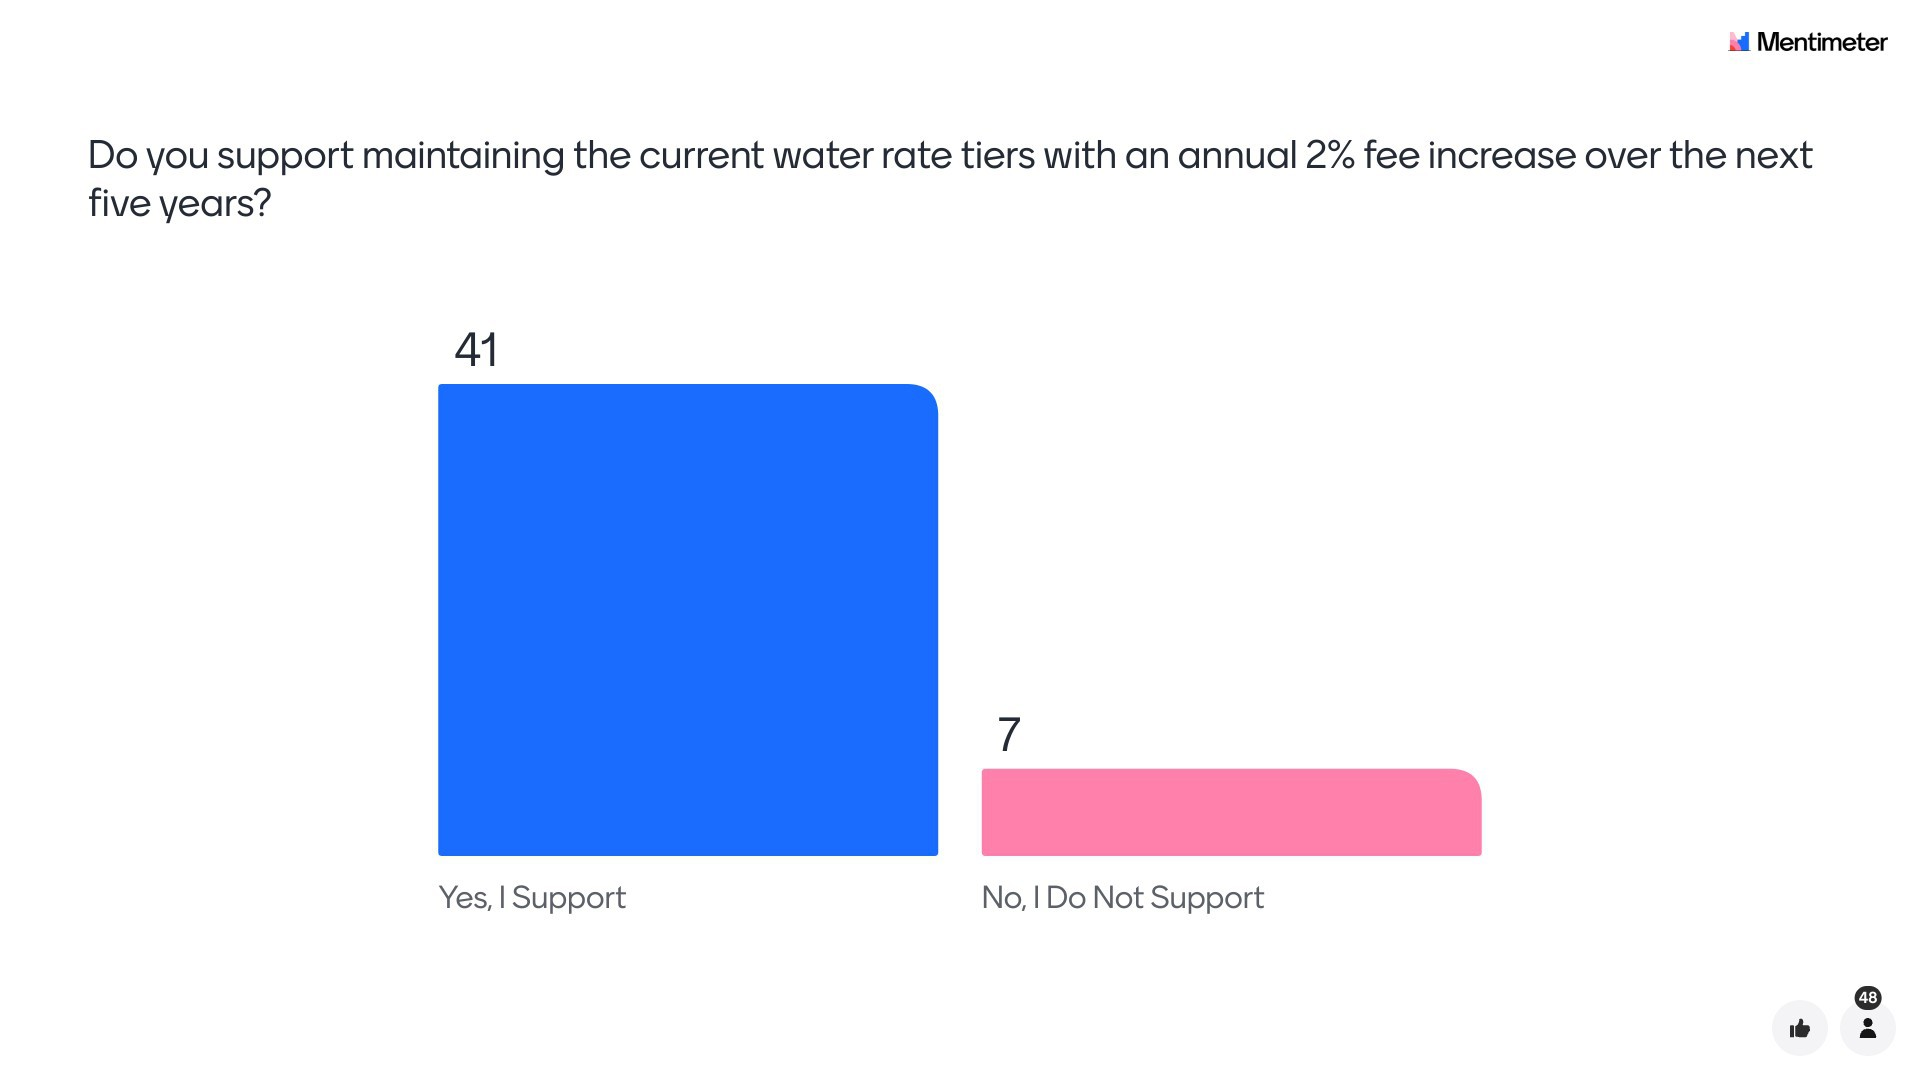 Mentimeter
Do you support maintaining the current water rate tiers with an annual 2% fee increase over the next
five years?
41
7
Yes, I Support
No, I Do Not Support
48